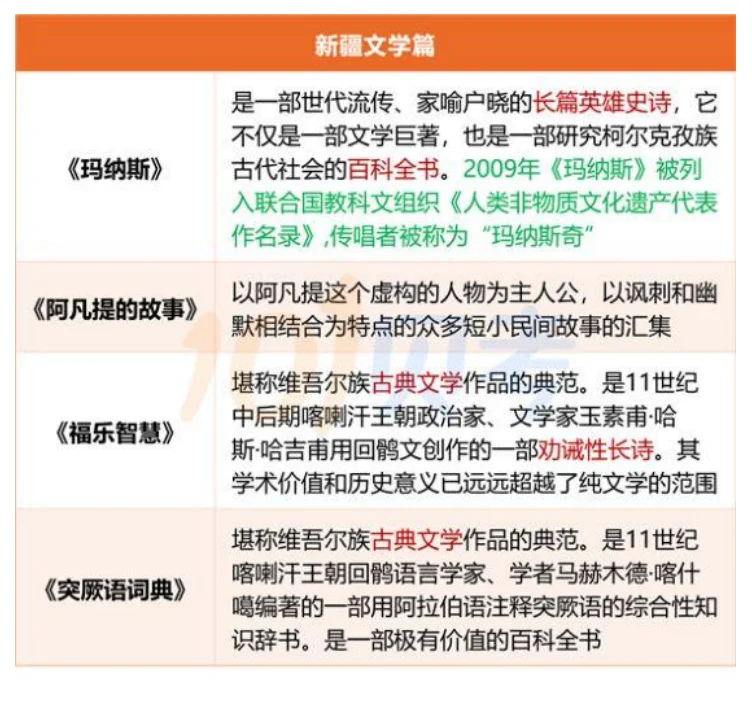 新疆文学篇
《玛纳斯》
是一部世代流传、家喻户晓的长篇英雄史诗，它
不仅是一部文学巨著，也是一部研究柯尔克孜族
古代社会的百科全书。2009年《玛纳斯》被列
入联合国教科文组织《人类非物质文化遗产代表
作名录》,传唱者被称为“玛纳斯奇”
《阿凡提的故事》
以阿凡提这个虚构的人物为主人公，以讽刺和幽
默相结合为特点的众多短小民间故事的汇集
《福乐智慧》
堪称维吾尔族古典文学作品的典范。是11世纪
中后期喀喇汗王朝政治家、文学家玉素甫·哈
斯·哈吉甫用回鹘文创作的一部劝诫性长诗。其
学术价值和历史意义已远远超越了纯文学的范围
《突厥语词典》
堪称维吾尔族古典文学作品的典范。是11世纪
喀喇汗王朝回鹘语言学家、学者马赫木德·喀什
噶编著的一部用阿拉伯语注释突厥语的综合性知
识辞书。是一部极有价值的百科全书
101贝考